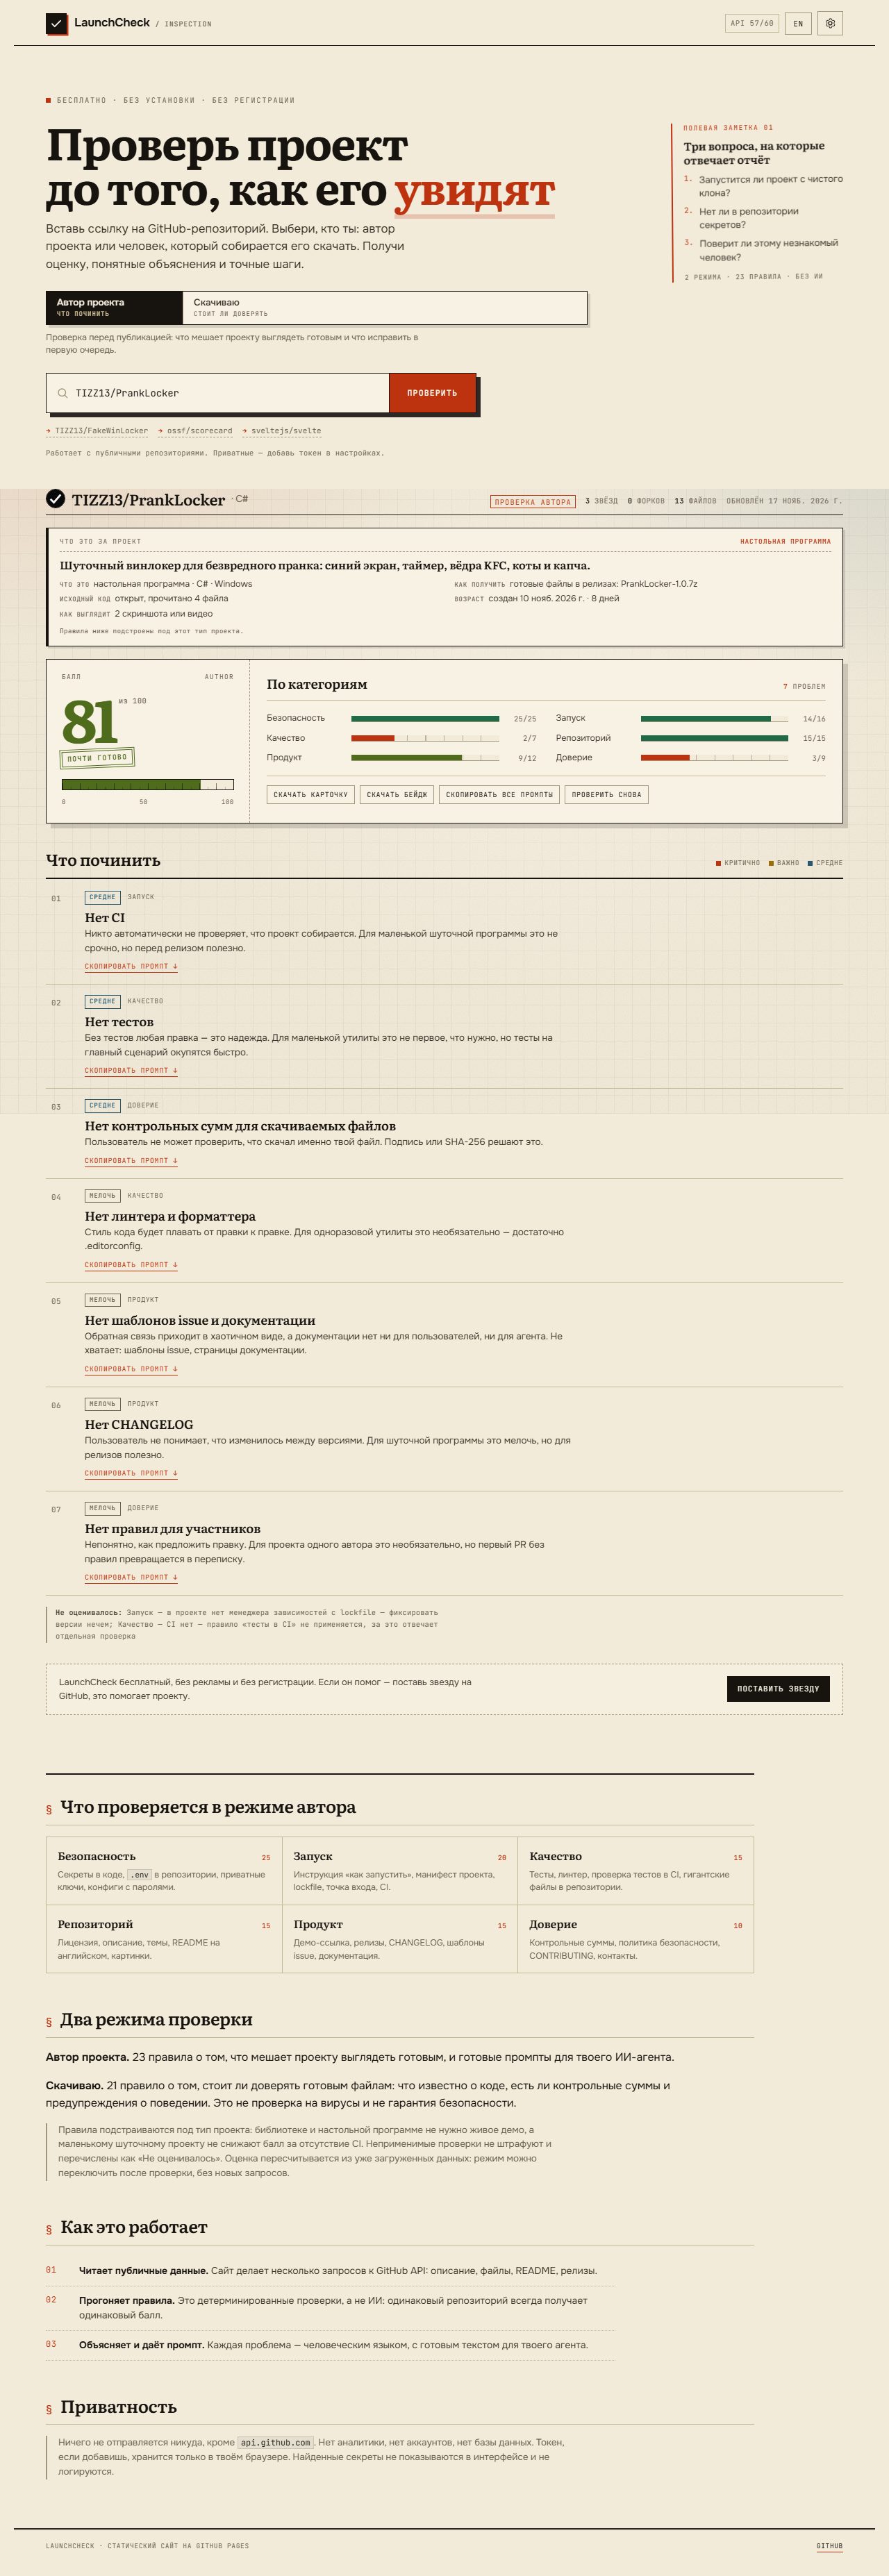 LaunchCheck / INSPECTION
API 57/60
EN
БЕСПЛАТНО · БЕЗ УСТАНОВКИ · БЕЗ РЕГИСТРАЦИИ
Проверь проект
до того, как его увидят
Вставь ссылку на GitHub-репозиторий. Выбери, кто ты: автор
проекта или человек, который собирается его скачать. Получи
оценку, понятные объяснения и точные шаги.
ПОЛЕВАЯ ЗАМЕТКА 01
Три вопроса, на которые
отвечает отчёт
1. Запустится ли проект с чистого
клона?
2. Нет ли в репозитории
секретов?
3. Поверит ли этому незнакомый
человек?
2 РЕЖИМА · 23 ПРАВИЛА · БЕЗ ИИ
Автор проекта
ЧТО ПОЧИНИТЬ
Скачиваю
СТОИТ ЛИ ДОВЕРЯТЬ
Проверка перед публикацией: что мешает проекту выглядеть готовым и что исправить в
первую очередь.
TIZZ13/PrankLocker
ПРОВЕРИТЬ
→ TIZZ13/FakeWinLocker → ossf/scorecard → sveltejs/svelte
Работает с публичными репозиториями. Приватные — добавь токен в настройках.
TIZZ13/PrankLocker · C#
ПРОВЕРКА АВТОРА 3 ЗВЁЗД 0 ФОРКОВ 13 ФАЙЛОВ ОБНОВЛЁН 17 НОЯБ. 2026 Г.
ЧТО ЭТО ЗА ПРОЕКТ
НАСТОЛЬНАЯ ПРОГРАММА
Шуточный винлокер для безвредного пранка: синий экран, таймер, вёдра KFC, коты и капча.
ЧТО ЭТО настольная программа · C# · Windows
КАК ПОЛУЧИТЬ готовые файлы в релизах: PrankLocker-1.0.7z
ИСХОДНЫЙ КОД открыт, прочитано 4 файла
ВОЗРАСТ создан 10 нояб. 2026 г. · 8 дней
КАК ВЫГЛЯДИТ 2 скриншота или видео
Правила ниже подстроены под этот тип проекта.
БАЛЛ
AUTHOR
81 из 100
ПОЧТИ ГОТОВО
0 50 100
По категориям
7 ПРОБЛЕМ
Безопасность 25/25
Запуск 14/16
Качество 2/7
Репозиторий 15/15
Продукт 9/12
Доверие 3/9
СКАЧАТЬ КАРТОЧКУ
СКАЧАТЬ БЕЙДЖ
СКОПИРОВАТЬ ВСЕ ПРОМПТЫ
ПРОВЕРИТЬ СНОВА
Что починить
КРИТИЧНО ВАЖНО СРЕДНЕ
01 СРЕДНЕ ЗАПУСК
Нет CI
Никто автоматически не проверяет, что проект собирается. Для маленькой шуточной программы это не
срочно, но перед релизом полезно.
СКОПИРОВАТЬ ПРОМПТ ↓
02 СРЕДНЕ КАЧЕСТВО
Нет тестов
Без тестов любая правка — это надежда. Для маленькой утилиты это не первое, что нужно, но тесты на
главный сценарий окупятся быстро.
СКОПИРОВАТЬ ПРОМПТ ↓
03 СРЕДНЕ ДОВЕРИЕ
Нет контрольных сумм для скачиваемых файлов
Пользователь не может проверить, что скачал именно твой файл. Подпись или SHA-256 решают это.
СКОПИРОВАТЬ ПРОМПТ ↓
04 МЕЛОЧЬ КАЧЕСТВО
Нет линтера и форматтера
Стиль кода будет плавать от правки к правке. Для одноразовой утилиты это необязательно — достаточно
.editorconfig.
СКОПИРОВАТЬ ПРОМПТ ↓
05 МЕЛОЧЬ ПРОДУКТ
Нет шаблонов issue и документации
Обратная связь приходит в хаотичном виде, а документации нет ни для пользователей, ни для агента. Не
хватает: шаблоны issue, страницы документации.
СКОПИРОВАТЬ ПРОМПТ ↓
06 МЕЛОЧЬ ПРОДУКТ
Нет CHANGELOG
Пользователь не понимает, что изменилось между версиями. Для шуточной программы это мелочь, но для
релизов полезно.
СКОПИРОВАТЬ ПРОМПТ ↓
07 МЕЛОЧЬ ДОВЕРИЕ
Нет правил для участников
Непонятно, как предложить правку. Для проекта одного автора это необязательно, но первый PR без
правил превращается в переписку.
СКОПИРОВАТЬ ПРОМПТ ↓
Не оценивалось: Запуск — в проекте нет менеджера зависимостей с lockfile — фиксировать
версии нечем; Качество — CI нет — правило «тесты в CI» не применяется, за это отвечает
отдельная проверка
LaunchCheck бесплатный, без рекламы и без регистрации. Если он помог — поставь звезду на
GitHub, это помогает проекту.
ПОСТАВИТЬ ЗВЕЗДУ
§ Что проверяется в режиме автора
Безопасность 25
Секреты в коде, .env в репозитории, приватные
ключи, конфиги с паролями.
Запуск 20
Инструкция «как запустить», манифест проекта,
lockfile, точка входа, CI.
Качество 15
Тесты, линтер, проверка тестов в CI, гигантские
файлы в репозитории.
Репозиторий 15
Лицензия, описание, темы, README на
английском, картинки.
Продукт 15
Демо-ссылка, релизы, CHANGELOG, шаблоны
issue, документация.
Доверие 10
Контрольные суммы, политика безопасности,
CONTRIBUTING, контакты.
§ Два режима проверки
Автор проекта. 23 правила о том, что мешает проекту выглядеть готовым, и готовые промпты для твоего ИИ-агента.
Скачиваю. 21 правило о том, стоит ли доверять готовым файлам: что известно о коде, есть ли контрольные суммы и
предупреждения о поведении. Это не проверка на вирусы и не гарантия безопасности.
Правила подстраиваются под тип проекта: библиотеке и настольной программе не нужно живое демо, а
маленькому шуточному проекту не снижают балл за отсутствие CI. Неприменимые проверки не штрафуют и
перечислены как «Не оценивалось». Оценка пересчитывается из уже загруженных данных: режим можно
переключить после проверки, без новых запросов.
§ Как это работает
01 Читает публичные данные. Сайт делает несколько запросов к GitHub API: описание, файлы, README, релизы.
02 Прогоняет правила. Это детерминированные проверки, а не ИИ: одинаковый репозиторий всегда получает
одинаковый балл.
03 Объясняет и даёт промпт. Каждая проблема — человеческим языком, с готовым текстом для твоего агента.
§ Приватность
Ничего не отправляется никуда, кроме api.github.com. Нет аналитики, нет аккаунтов, нет базы данных. Токен,
если добавишь, хранится только в твоём браузере. Найденные секреты не показываются в интерфейсе и не
логируются.
LAUNCHCHECK · СТАТИЧЕСКИЙ САЙТ НА GITHUB PAGES
GITHUB